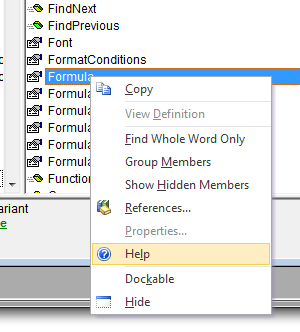 FindNext
FindPrevious
Font
FormatConditions
Formula
Formula
Formula
Formula
Formula
Formula
Function
ariant
Copy
View Definition
Find Whole Word Only
Group Members
Show Hidden Members
References...
Properties...
Help
Dockable
Hide